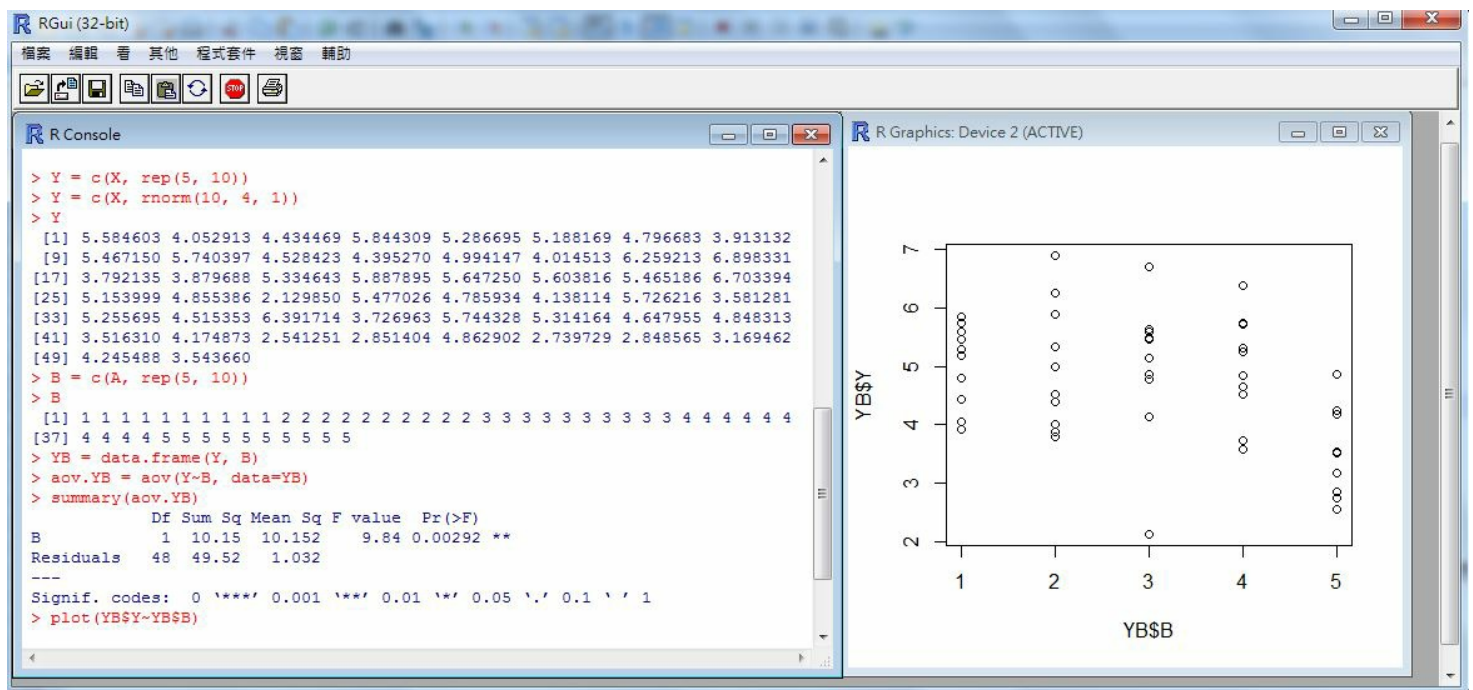 RGui (32-bit)
檔案 編輯 看 其他 程式套件 視窗 輔助
STOP
R Console
> Y = c(X, rep(5, 10))
> Y = c(X, rnorm(10, 4, 1))
> Y
[1] 5.584603 4.052913 4.434469 5.844309 5.286695 5.188169 4.796683 3.913132
[9] 5.467150 5.740397 4.528423 4.395270 4.994147 4.014513 6.259213 6.898331
[17] 3.792135 3.879688 5.334643 5.887895 5.647250 5.603816 5.465186 6.703394
[25] 5.153999 4.855386 2.129850 5.477026 4.785934 4.138114 5.726216 3.581281
[33] 5.255695 4.515353 6.391714 3.726963 5.744328 5.314164 4.647955 4.848313
[41] 3.516310 4.174873 2.541251 2.851404 4.862902 2.739729 2.848565 3.169462
[49] 4.245488 3.543660
> B = c(A, rep(5, 10))
> B
[1] 1 1 1 1 1 1 1 1 1 1 2 2 2 2 2 2 2 2 2 2 3 3 3 3 3 3 3 3 3 3 4 4 4 4 4 4
[37] 4 4 4 4 5 5 5 5 5 5 5 5 5 5
> YB = data.frame(Y, B)
> aov.YB = aov(Y~B, data=YB)
> summary(aov.YB)
Df Sum Sq Mean Sq F value Pr(>F)
B 1 10.15 10.152 9.84 0.00292 **
Residuals 48 49.52 1.032
---
Signif. codes: 0 ‘***’ 0.001 ‘**’ 0.01 ‘*’ 0.05 ‘.’ 0.1 ‘ ’ 1
> plot(YB$Y~YB$B)
R Graphics: Device 2 (ACTIVE)
YB$Y
7
6
5
4
3
2
1 2 3 4 5
YB$B